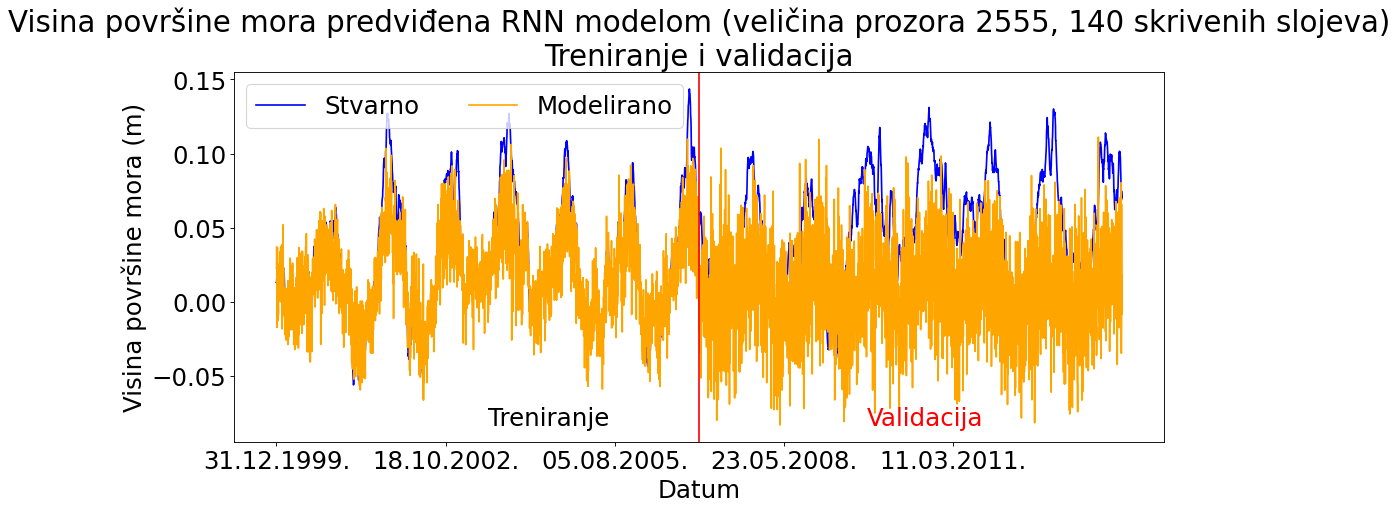 Visina površine mora predviđena RNN modelom (veličina prozora 2555, 140 skrivenih slojeva)
Treniranje i validacija
Stvarno Modelirano
Visina površine mora (m)
0.15
0.10
0.05
0.00
−0.05
Treniranje Validacija
31.12.1999. 18.10.2002. 05.08.2005. 23.05.2008. 11.03.2011.
Datum